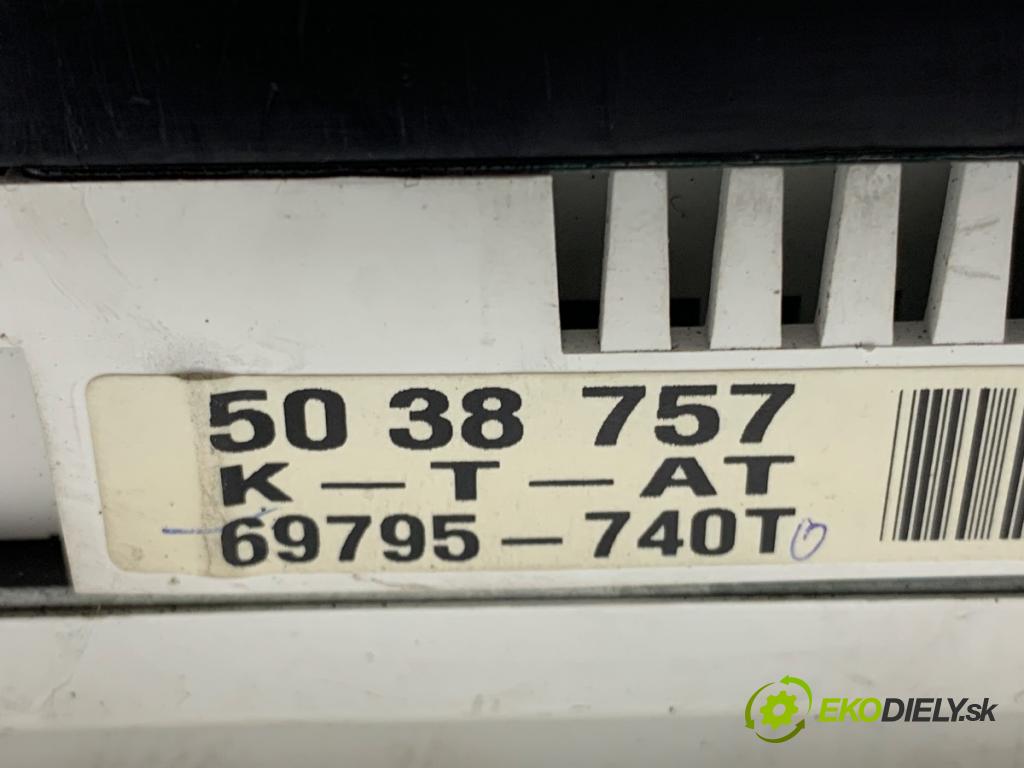 50 38 757
K-T-AT
69795-740T
EKODIELY.sk